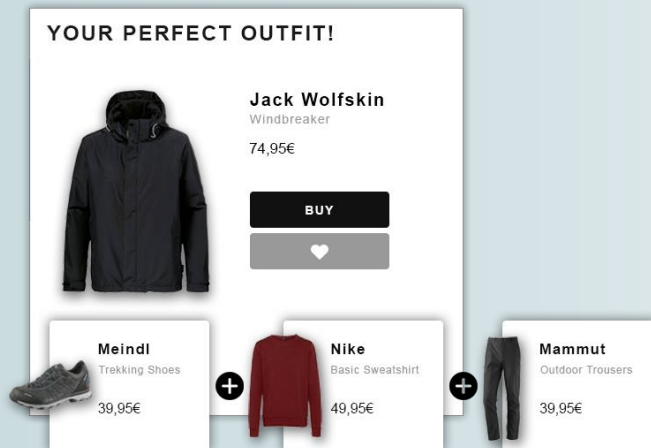 YOUR PERFECT OUTFIT!
Jack Wolfskin
Windbreaker
74,95€
BUY
Meindl
Trekking Shoes
39,95€
Nike
Basic Sweatshirt
49,95€
Mammut
Outdoor Trousers
39,95€